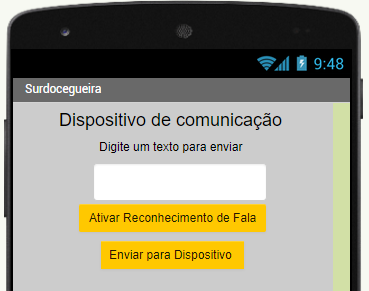 9:48
Surdocegueira
Dispositivo de comunicação
Digite um texto para enviar
Ativar Reconhecimento de Fala
Enviar para Dispositivo